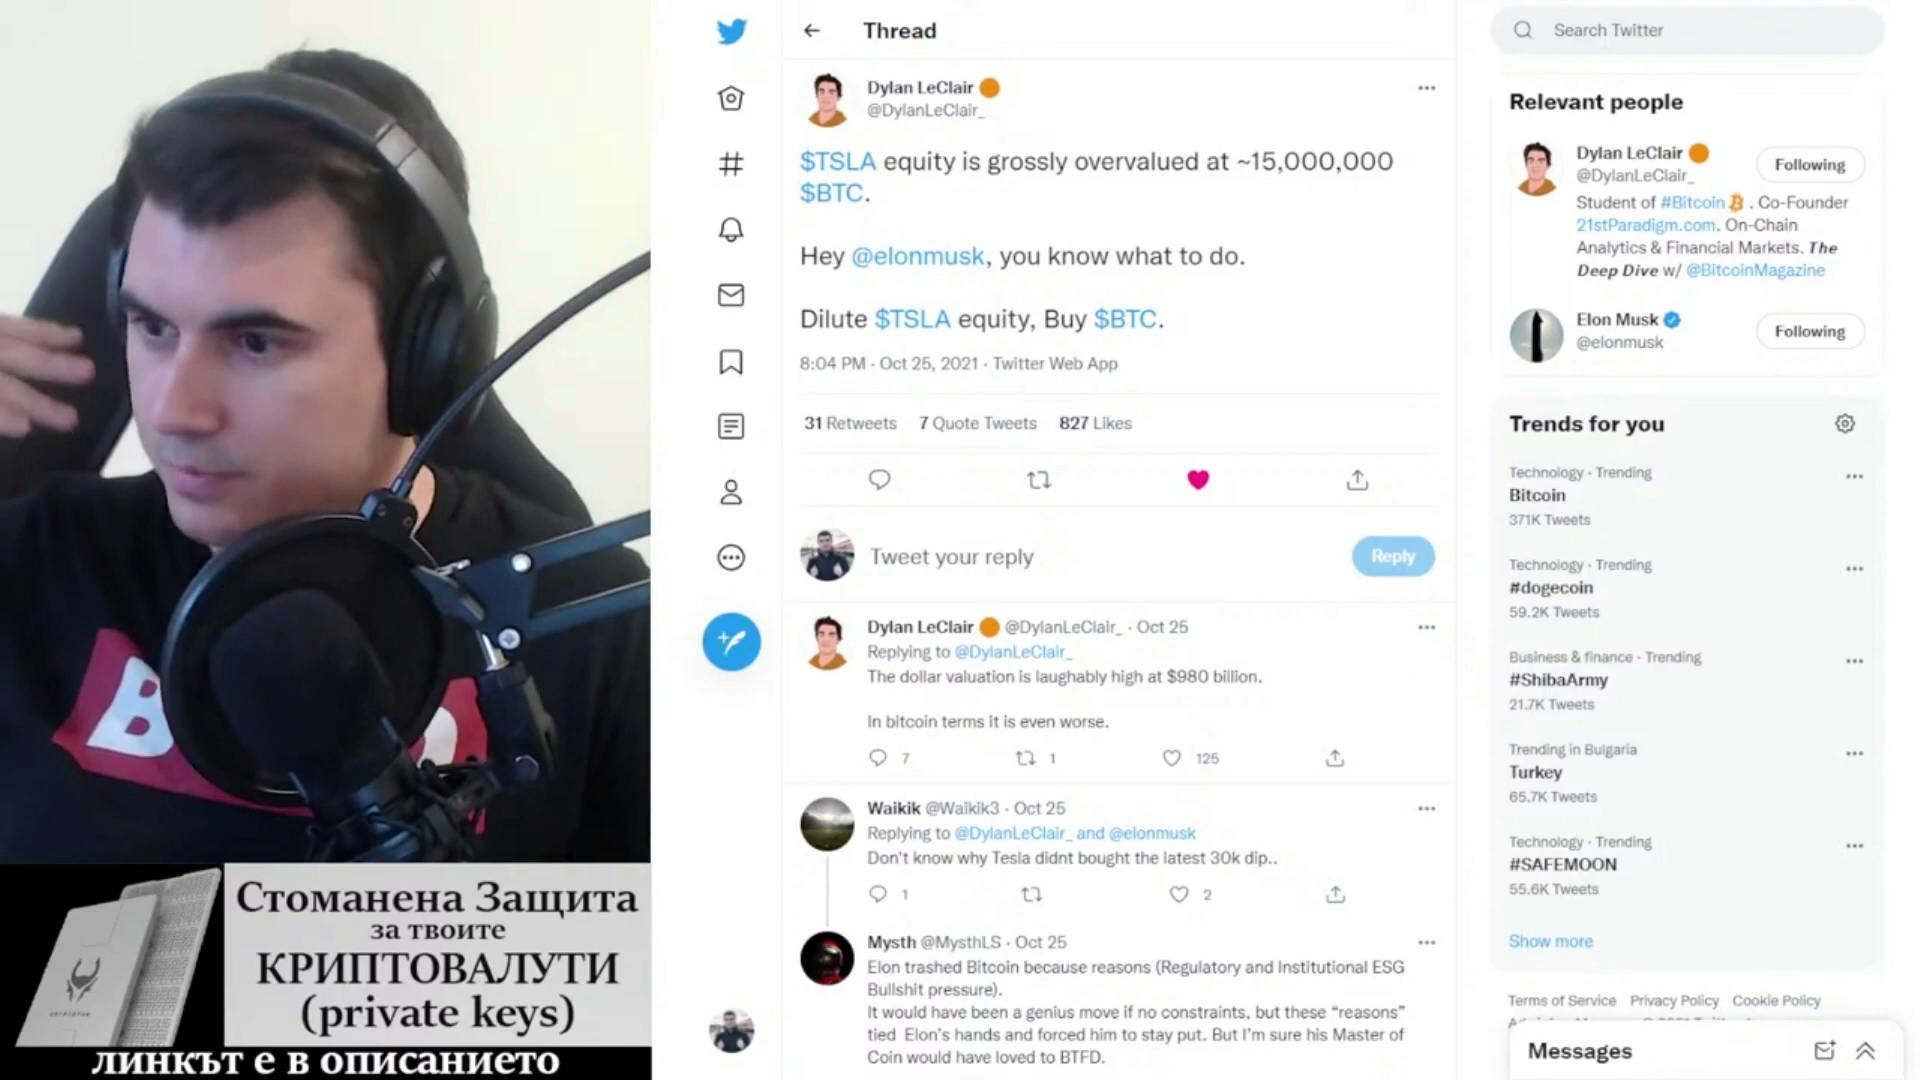 Thread
Dylan LeClair
@DylanLeClair_
$TSLA equity is grossly overvalued at ~15,000,000
$BTC.
Hey @elonmusk, you know what to do.
Dilute $TSLA equity, Buy $BTC.
8:04 PM · Oct 25, 2021 · Twitter Web App
31 Retweets 7 Quote Tweets 827 Likes
Tweet your reply
Reply
Dylan LeClair @DylanLeClair_ · Oct 25
Replying to @DylanLeClair_
The dollar valuation is laughably high at $980 billion.
In bitcoin terms it is even worse.
7 1 125
Waikik @Waikik3 · Oct 25
Replying to @DylanLeClair_ and @elonmusk
Don't know why Tesla didnt bought the latest 30k dip..
1 2
Mysth @MysthLS · Oct 25
Elon trashed Bitcoin because reasons (Regulatory and Institutional ESG
Bullshit pressure).
It would have been a genius move if no constraints, but these “reasons”
tied Elon's hands and forced him to stay put. But I'm sure his Master of
Coin would have loved to BTFD.
Search Twitter
Relevant people
Dylan LeClair
@DylanLeClair_
Following
Student of #Bitcoin . Co-Founder
21stParadigm.com. On-Chain
Analytics & Financial Markets. The
Deep Dive w/ @BitcoinMagazine
Elon Musk
@elonmusk
Following
Trends for you
Technology · Trending
Bitcoin
371K Tweets
Technology · Trending
#dogecoin
59.2K Tweets
Business & finance · Trending
#ShibaArmy
21.7K Tweets
Trending in Bulgaria
Turkey
65.7K Tweets
Technology · Trending
#SAFEMOON
55.6K Tweets
Show more
Terms of Service Privacy Policy Cookie Policy
Messages
Стоманена Защита
за твоите
КРИПТОВАЛУТИ
(private keys)
линкът е в описанието